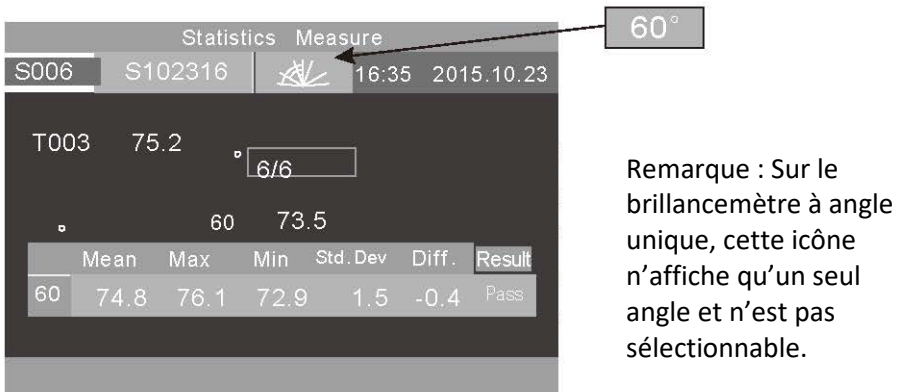 Statistics Measure
60°
S006 S102316 16:35 2015.10.23
T003 75.2 °
6/6
° 60 73.5
Mean Max Min Std.Dev Diff. Result
60 74.8 76.1 72.9 1.5 -0.4 Pass
Remarque : Sur le
brillancemètre à angle
unique, cette icône
n’affiche qu’un seul
angle et n’est pas
sélectionnable.